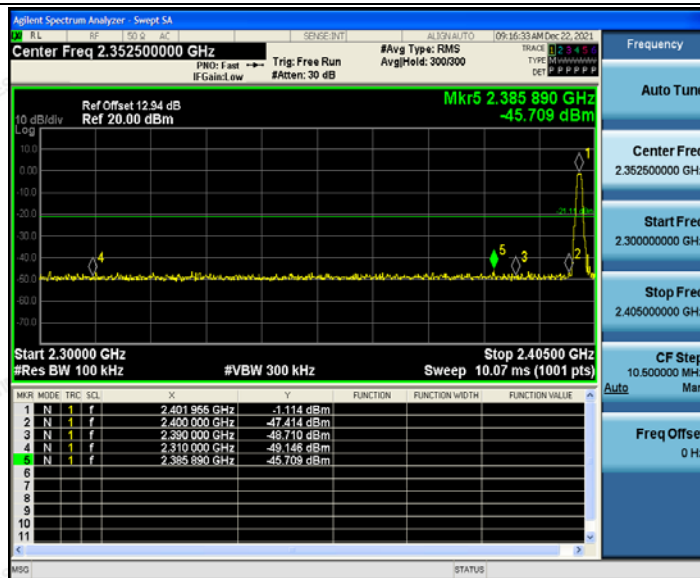 Agilent Spectrum Analyzer - Swept SA
RL RF 50 Ω AC SENSE:INT ALIGN AUTO 09:16:33 AM Dec 22, 2021
Center Freq 2.352500000 GHz
PNO: Fast
IFGain:Low
Trig: Free Run
#Atten: 30 dB
#Avg Type: RMS
Avg|Hold: 300/300
TRACE 1 2 3 4 5 6
TYPE M
DET P P P P P P
Mkr5 2.385 890 GHz
-45.709 dBm
Ref Offset 12.94 dB
10 dB/div Ref 20.00 dBm
Log
10.0
0.00
-10.0
-20.0
-30.0
-40.0
-50.0
-60.0
-70.0
-21.11 dBm
1
2
3
4
5
Start 2.30000 GHz Stop 2.40500 GHz
#Res BW 100 kHz #VBW 300 kHz Sweep 10.07 ms (1001 pts)
MKR MODE TRC SCL X Y FUNCTION FUNCTION WIDTH FUNCTION VALUE
1 N 1 f 2.401 955 GHz -1.114 dBm
2 N 1 f 2.400 000 GHz -47.414 dBm
3 N 1 f 2.390 000 GHz -48.710 dBm
4 N 1 f 2.310 000 GHz -49.146 dBm
5 N 1 f 2.385 890 GHz -45.709 dBm
6
7
8
9
10
11
MSG STATUS
Frequency
Auto Tune
Center Freq
2.352500000 GHz
Start Freq
2.300000000 GHz
Stop Freq
2.405000000 GHz
CF Step
10.500000 MHz
Auto Man
Freq Offset
0 Hz